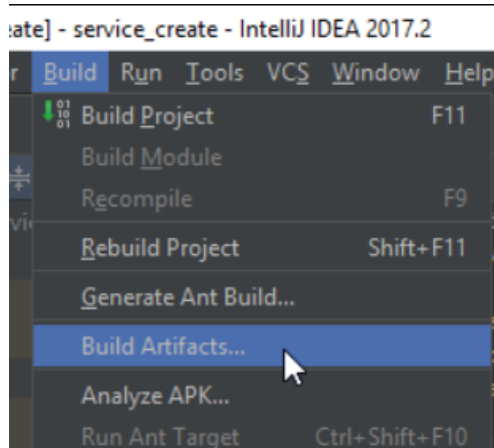 ate] - service_create - IntelliJ IDEA 2017.2
r Build Run Tools VCS Window Help
Build Project F11
Build Module
Recompile F9
Rebuild Project Shift+F11
Generate Ant Build...
Build Artifacts...
Analyze APK...
Run Ant Target Ctrl+Shift+F10